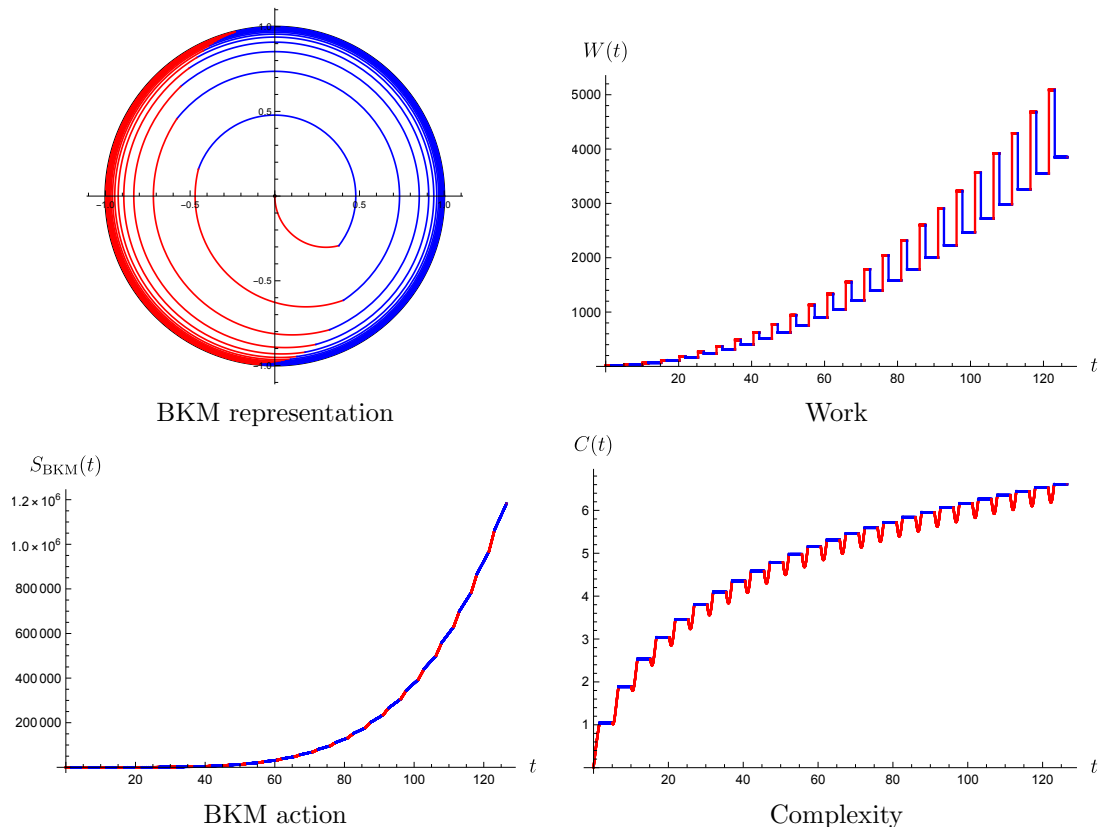 1.0
0.5
-1.0 -0.5 0.5 1.0
-0.5
-1.0
BKM representation
W(t)
5000
4000
3000
2000
1000
20 40 60 80 100 120 t
Work
S_BKM(t)
1.2 × 10^6
1.0 × 10^6
800 000
600 000
400 000
200 000
20 40 60 80 100 120 t
BKM action
C(t)
6
5
4
3
2
1
20 40 60 80 100 120 t
Complexity